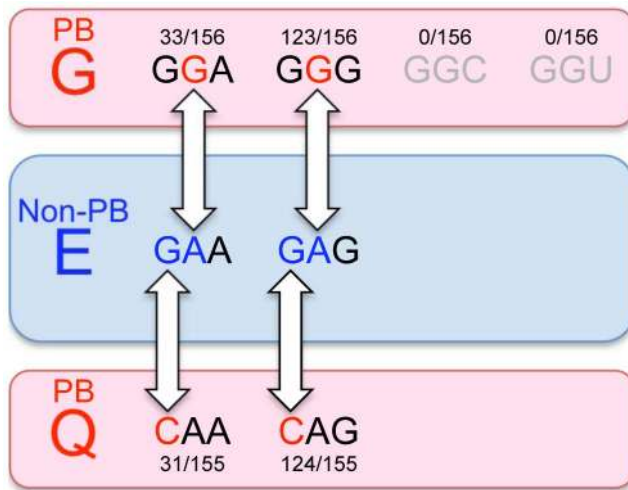 PB
G
33/156 123/156 0/156 0/156
GGA GGG GGC GGU
Non-PB
E
GAA GAG
PB
Q
CAA CAG
31/155 124/155